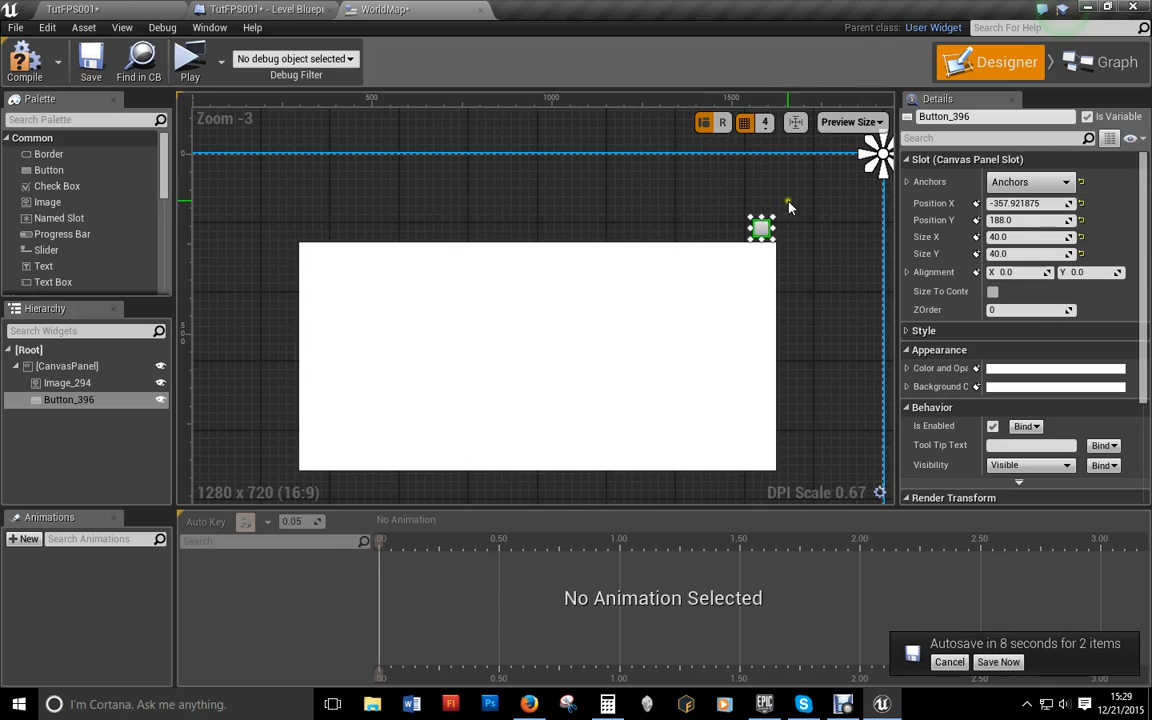 TutFPS001*
TutFPS001* - Level Bluepr
WorldMap*
File Edit Asset View Debug Window Help
Parent class: User Widget
Search For Help
Compile
Save
Find in CB
Play
No debug object selected
Debug Filter
Designer
Graph
Palette
Search Palette
Common
Border
Button
Check Box
Image
Named Slot
Progress Bar
Slider
Text
Text Box
Hierarchy
Search Widgets
[Root]
[CanvasPanel]
Image_294
Button_396
Animations
New
Search Animations
500
1000
1500
Zoom -3
R
4
Preview Size
0
500
1280 x 720 (16:9)
DPI Scale 0.67
Details
Button_396
Is Variable
Search
Slot (Canvas Panel Slot)
Anchors Anchors
Position X -357.921875
Position Y 188.0
Size X 40.0
Size Y 40.0
Alignment X 0.0 Y 0.0
Size To Conte
ZOrder 0
Style
Appearance
Color and Opa
Background C
Behavior
Is Enabled Bind
Tool Tip Text Bind
Visibility Visible Bind
Render Transform
Auto Key 0.05
No Animation
Search
0.50 1.00 1.50 2.00 2.50 3.00
No Animation Selected
0.50 1.00 1.50 2.00 2.50 3.00
Autosave in 8 seconds for 2 items
Cancel Save Now
I'm Cortana. Ask me anything.
15:29
12/21/2015